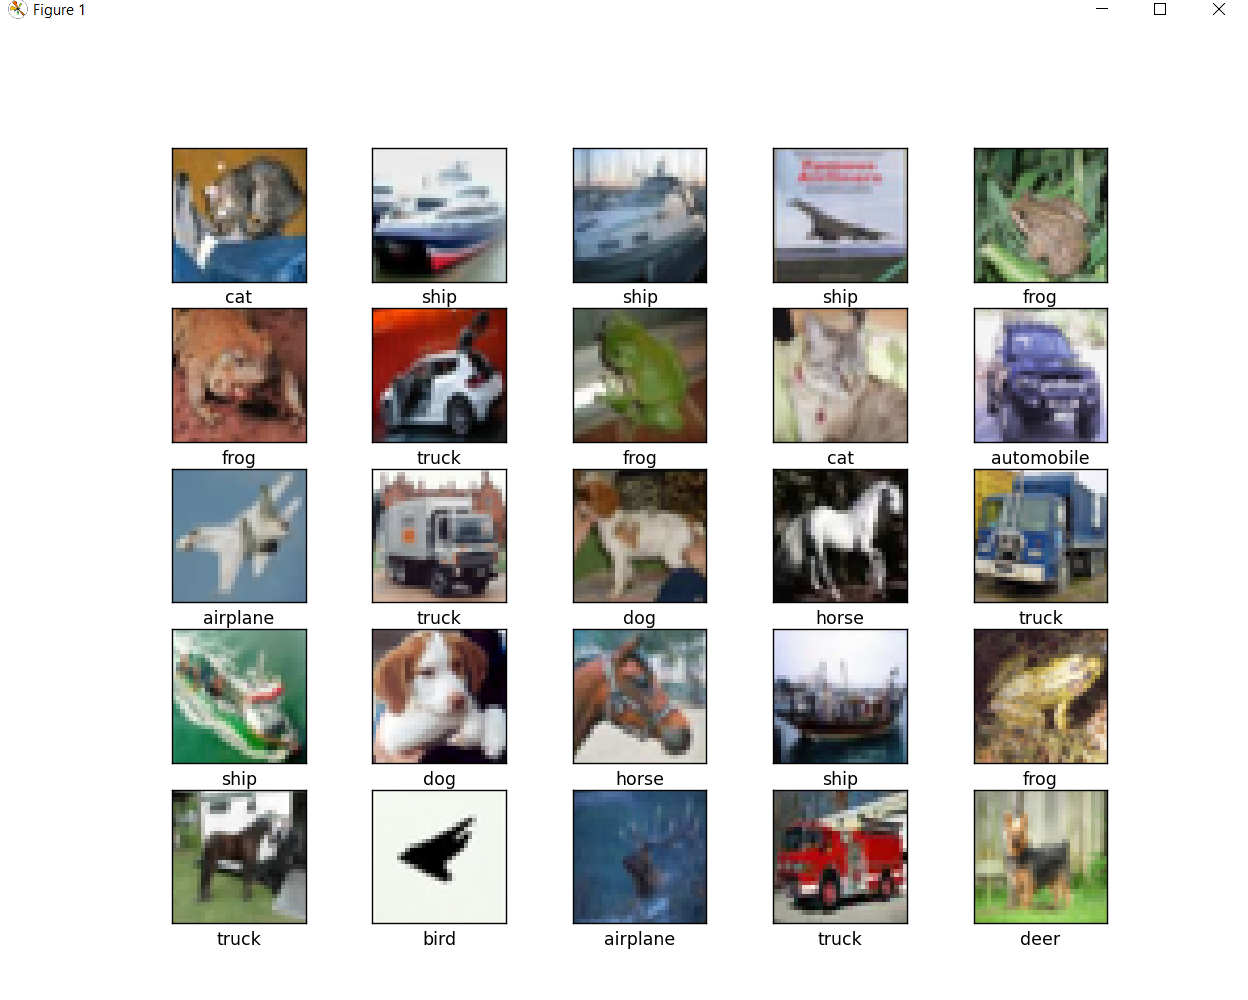 Figure 1
cat ship ship ship frog
frog truck frog cat automobile
airplane truck dog horse truck
ship dog horse ship frog
truck bird airplane truck deer